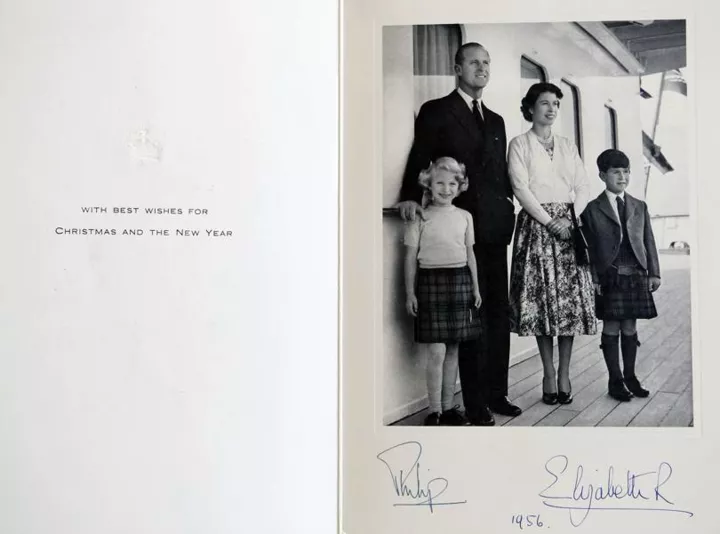 WITH BEST WISHES FOR
CHRISTMAS AND THE NEW YEAR
Philip
Elizabeth R
1956.